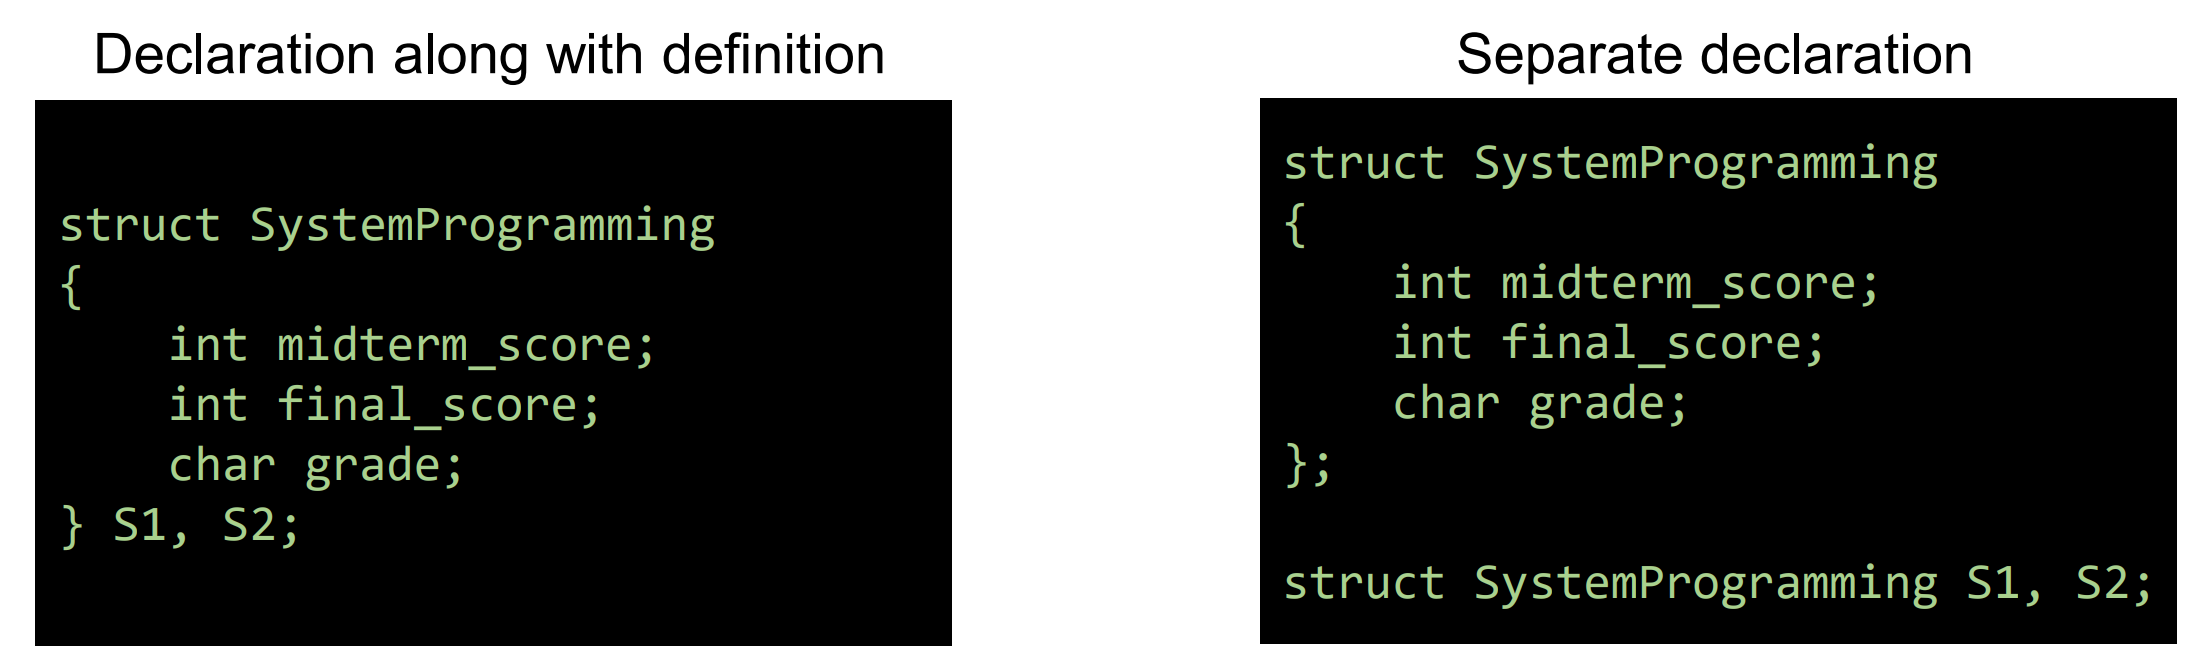 Declaration along with definition
struct SystemProgramming
{
    int midterm_score;
    int final_score;
    char grade;
} S1, S2;
Separate declaration
struct SystemProgramming
{
    int midterm_score;
    int final_score;
    char grade;
};
struct SystemProgramming S1, S2;